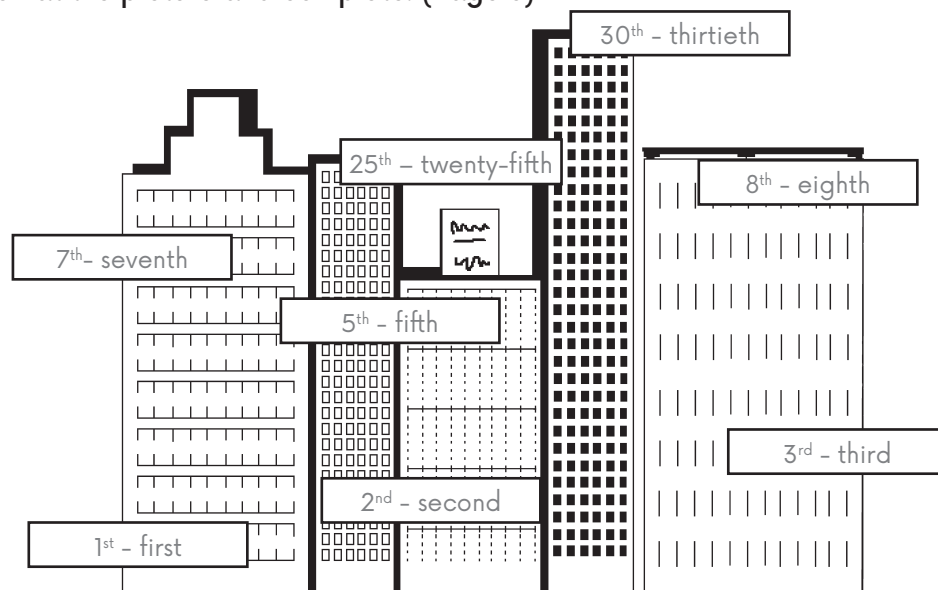 30th - thirtieth
25th – twenty-fifth
8th - eighth
7th- seventh
5th - fifth
3rd - third
2nd - second
1st - first